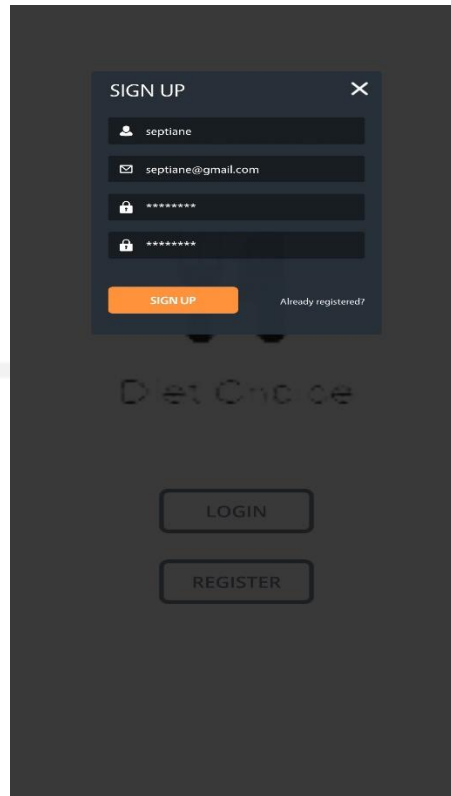 SIGN UP
septiane
septiane@gmail.com
********
********
SIGN UP
Already registered?
Diet Choice
LOGIN
REGISTER